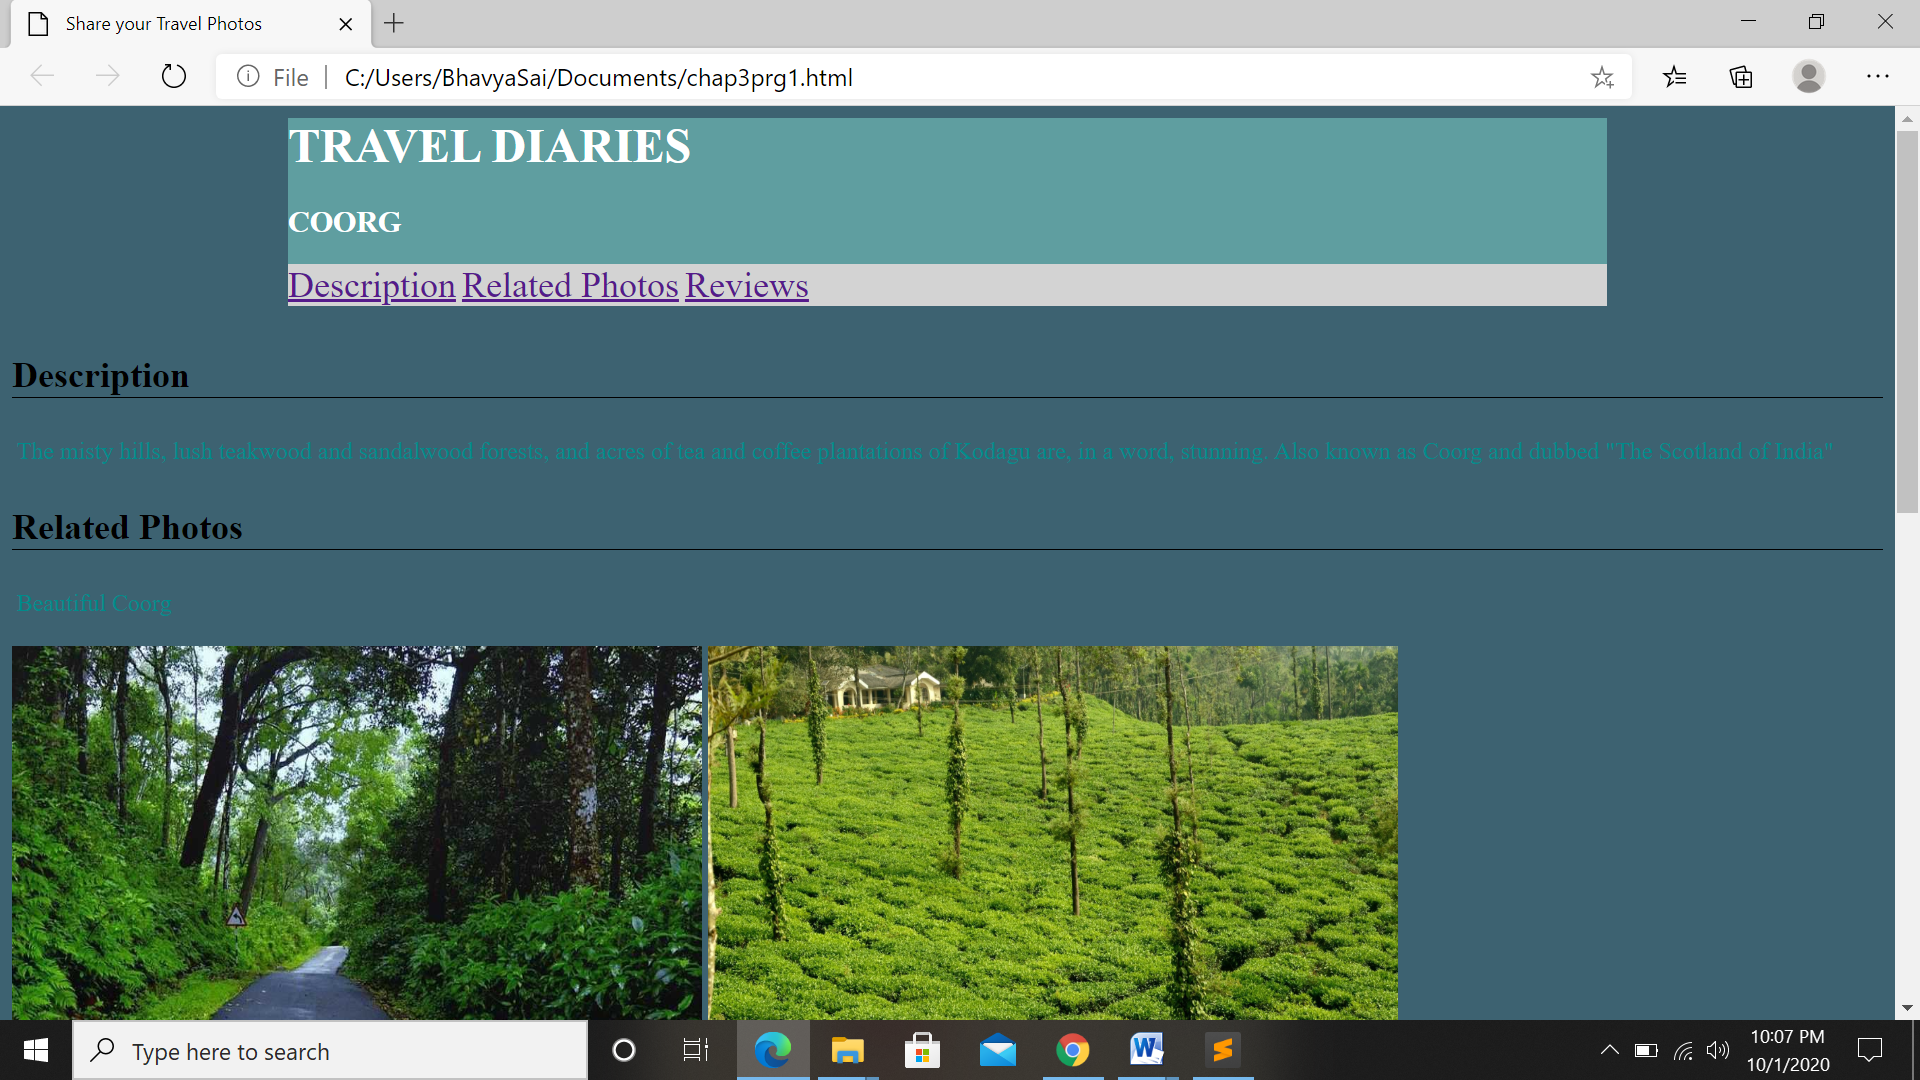 Share your Travel Photos
File | C:/Users/BhavyaSai/Documents/chap3prg1.html
TRAVEL DIARIES
COORG
Description Related Photos Reviews
Description
The misty hills, lush teakwood and sandalwood forests, and acres of tea and coffee plantations of Kodagu are, in a word, stunning. Also known as Coorg and dubbed "The Scotland of India"
Related Photos
Beautiful Coorg
Type here to search
10:07 PM
10/1/2020